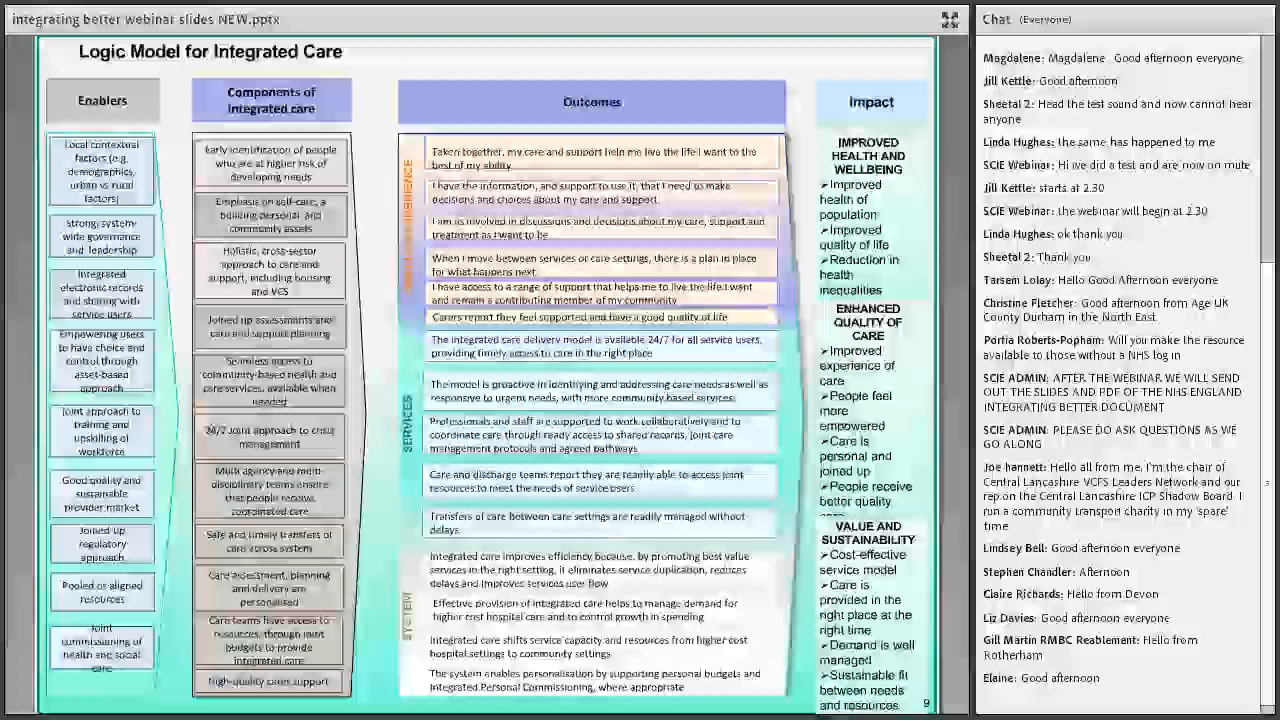 integrating better webinar slides NEW.pptx
Logic Model for Integrated Care
Enablers
Local contextural
factors (e.g.
demographics,
urban vs rural
factors)
Strong, system-
wide governance
and leadership
Integrated
electronic records
and sharing with
service users
Empowering users
to have choice and
control through
asset-based
approach
Joint approach to
training and
upskilling of
workforce
Good quality and
sustainable
provider market
Joined up
regulatory
approach
Pooled or aligned
resources
Joint
commissioning of
health and social
care
Components of
Integrated care
Early identification of people
who are at higher risk of
developing needs
Emphasis on self-care, a
building personal and
community assets
Holistic, cross-sector
approach to care and
support, including housing
and VCS
Joined up assessments and
care and support planning
Seamless access to
community-based health and
care services, available when
needed
24/7 Joint approach to crisis
management
Multi agency and multi-
disciplinary teams ensure
that people receive
coordinated care
Safe and timely transfers of
care across system
Care assessment, planning
and delivery are
personalised
Care teams have access to
resources, through joint
budgets to provide
integrated care
high-quality carer support
Outcomes
Taken together, my care and support help me live the life I want to the
best of my ability
I have the information, and support to use it, that I need to make
decisions and choices about my care and support
I am as involved in discussions and decisions about my care, support and
treatment as I want to be
When I move between services or care settings, there is a plan in place
for what happens next
I have access to a range of support that helps me to live the life I want
and remain a contributing member of my community
Carers report they feel supported and have a good quality of life
SERVICES
The integrated care delivery model is available 24/7 for all service users,
providing timely access to care in the right place
The model is proactive in identifying and addressing care needs as well as
responsive to urgent needs, with more community based services
Professionals and staff are supported to work collaboratively and to
coordinate care through ready access to shared records, joint care
management protocols and agreed pathways
Care and discharge teams report they are readily able to access joint
resources to meet the needs of service users
Transfers of care between care settings are readily managed without
delays
SYSTEM
Integrated care improves efficiency because, by promoting best value
services in the right setting, it eliminates service duplication, reduces
delays and improves services user flow
Effective provision of integrated care helps to manage demand for
higher cost hospital care and to control growth in spending
Integrated care shifts service capacity and resources from higher cost
hospital settings to community settings
The system enables personalisation by supporting personal budgets and
Integrated Personal Commissioning, where appropriate
Impact
IMPROVED
HEALTH AND
WELLBEING
➢Improved
health of
population
➢Improved
quality of life
➢Reduction in
health
inequalities
ENHANCED
QUALITY OF
CARE
➢Improved
experience of
care
➢People feel
more
empowered
➢Care is
personal and
joined up
➢People receive
better quality
care
VALUE AND
SUSTAINABILITY
➢Cost-effective
service model
➢Care is
provided in the
right place at the
right time
➢Demand is well
managed
➢Sustainable fit
between needs
and resources
9
Chat (Everyone)
Magdalene: Magdalene Good afternoon everyone
Jill Kettle: Good afternoon
Sheetal 2: Head the test sound and now cannot hear
anyone
Linda Hughes: the same has happened to me
SCIE Webinar: Hi we did a test and are now on mute
Jill Kettle: starts at 2.30
SCIE Webinar: the webinar will begin at 2.30
Linda Hughes: ok thank you
Sheetal 2: Thank you
Tarsem Lolay: Hello Good Afternoon everyone
Christine Fletcher: Good afternoon from Age UK
County Durham in the North East
Portia Roberts-Popham: Will you make the resource
available to those without a NHS log in
SCIE ADMIN: AFTER THE WEBINAR WE WILL SEND
OUT THE SLIDES AND PDF OF THE NHS ENGLAND
INTEGRATING BETTER DOCUMENT
SCIE ADMIN: PLEASE DO ASK QUESTIONS AS WE
GO ALONG
Joe hannett: Hello all from me, I'm the chair of
Central Lancashire VCFS Leaders Network and our
rep on the Central Lancashire ICP Shadow Board. I
run a community transport charity in my 'spare'
time
Lindsey Bell: Good afternoon everyone
Stephen Chandler: Afternoon
Claire Richards: Hello from Devon
Liz Davies: Good afternoon everyone
Gill Martin RMBC Reablement: Hello from
Rotherham
Elaine: Good afternoon